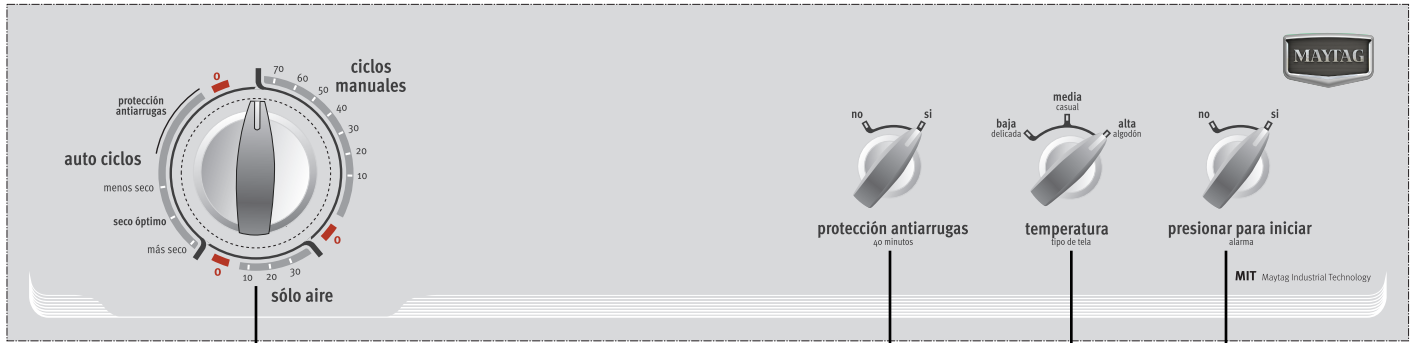 MAYTAG
0
70
60
50
40
30
20
10
ciclos
manuales
protección
antiarrugas
auto ciclos
menos seco
seco óptimo
más seco
0
0
10
20
30
sólo aire
no
si
protección antiarrugas
40 minutos
baja
delicada
media
casual
alta
algodón
temperatura
tipo de tela
no
si
presionar para iniciar
alarma
MIT Maytag Industrial Technology